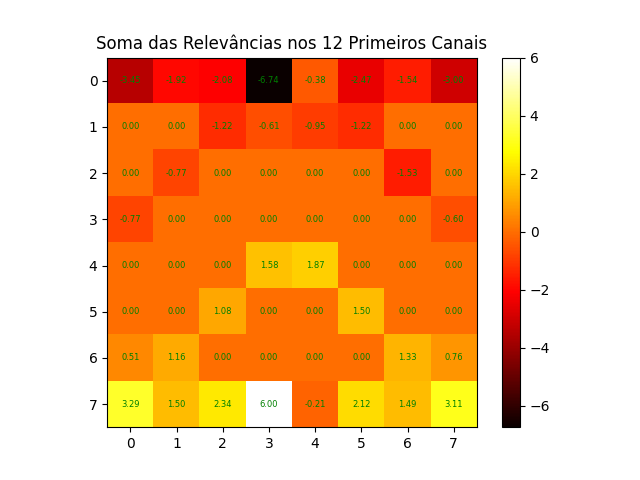 Soma das Relevâncias nos 12 Primeiros Canais
0 -6.74 -0.38 -1.54
1 0.00 0.00 -1.22 -0.61 -0.95 -1.22 0.00 0.00
2 0.00 -0.77 0.00 0.00 0.00 0.00 -1.53 0.00
3 -0.77 0.00 0.00 0.00 0.00 0.00 0.00 -0.60
4 0.00 0.00 0.00 1.58 1.87 0.00 0.00 0.00
5 0.00 0.00 1.08 0.00 0.00 1.50 0.00 0.00
6 0.51 1.16 0.00 0.00 0.00 0.00 1.33 0.76
7 3.29 1.50 2.34 6.00 -0.21 2.12 1.49 3.11
0 1 2 3 4 5 6 7
6
4
2
0
−2
−4
−6